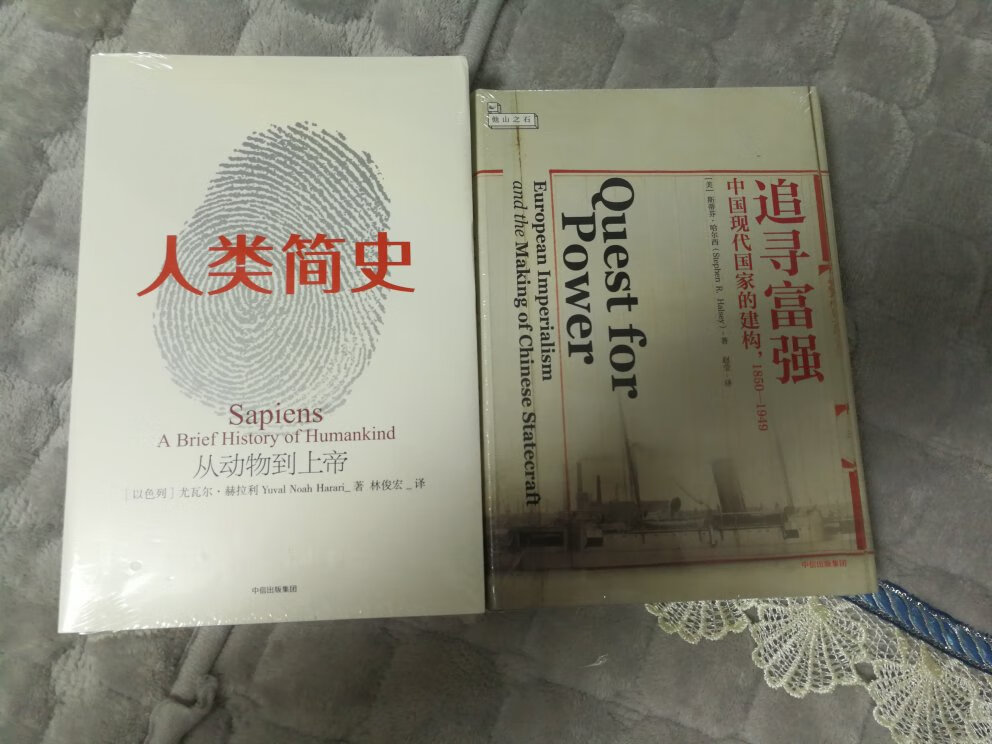 人类简史
Sapiens
A Brief History of Humankind
从动物到上帝
[以色列] 尤瓦尔·赫拉利 Yuval Noah Harari_著 林俊宏_译
中信出版集团
他山之石
追寻富强
中国现代国家的建构，1850—1949
[美] 斯蒂芬·哈尔西 (Stephen R. Halsey)·著 赵莹·译
Quest for
Power
European Imperialism
and the Making of Chinese Statecraft
中信出版集团